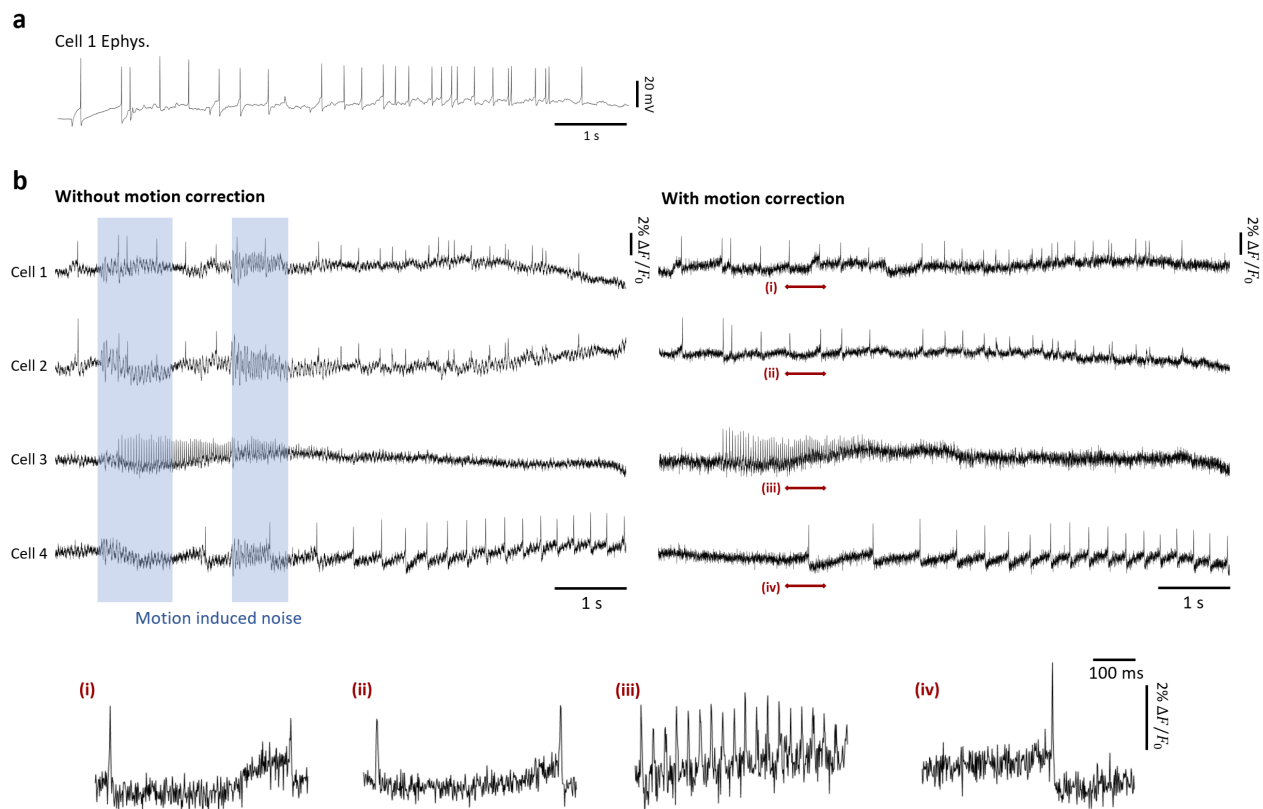 a
Cell 1 Ephys.
20 mV
1 s
b
Without motion correction
With motion correction
2% ΔF/F₀
2% ΔF/F₀
Cell 1
(i)
Cell 2
(ii)
Cell 3
(iii)
Cell 4
(iv)
1 s
1 s
Motion induced noise
100 ms
(i)
(ii)
(iii)
(iv)
2% ΔF/F₀